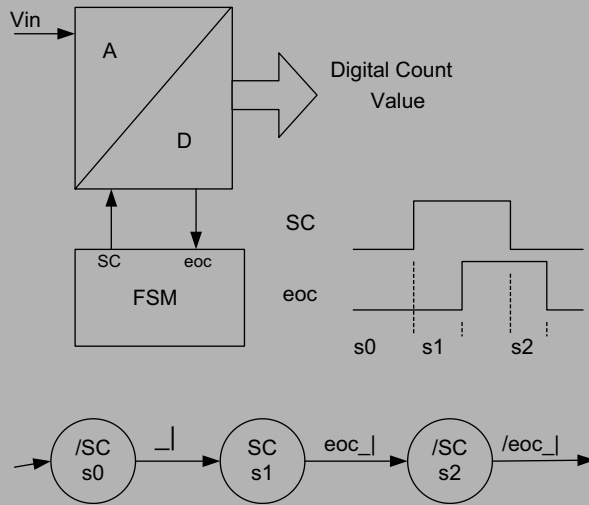 Vin
A
D
Digital Count
Value
SC
eoc
FSM
SC
eoc
s0
s1
s2
/SC
s0
_|
SC
s1
eoc_|
/SC
s2
/eoc_|